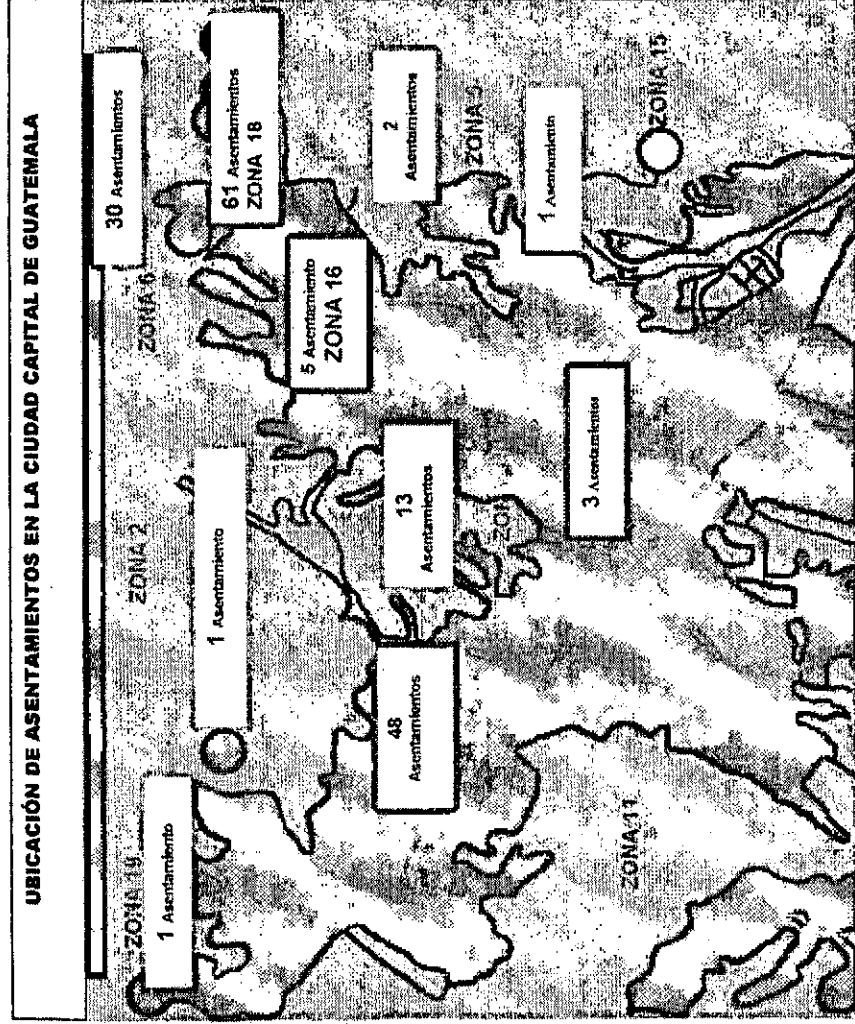 UBICACIÓN DE ASENTAMIENTOS EN LA CIUDAD CAPITAL DE GUATEMALA
ZONA 19
1 Asentamiento
ZONA 2
1 Asentamiento
ZONA 6
30 Asentamientos
61 Asentamientos
ZONA 18
5 Asentamiento
ZONA 16
48
Asentamientos
13
Asentamientos
2
Asentamientos
ZONA 5
1 Asentamiento
3 Asentamientos
ZONA 11
ZONA 15